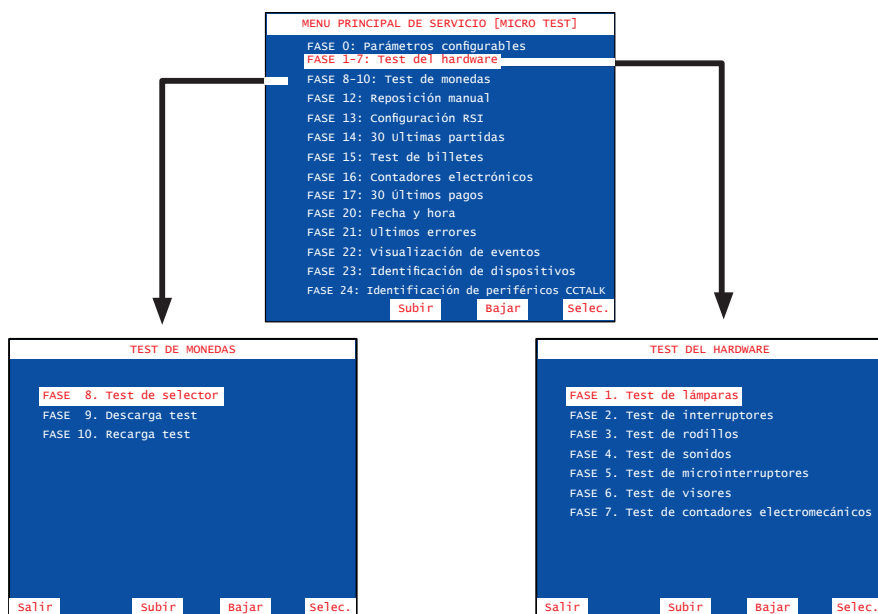 MENU PRINCIPAL DE SERVICIO [MICRO TEST]
FASE 0: Parámetros configurables
FASE 1-7: Test del hardware
FASE 8-10: Test de monedas
FASE 12: Reposición manual
FASE 13: Configuración RSI
FASE 14: 30 Ultimas partidas
FASE 15: Test de billetes
FASE 16: Contadores electrónicos
FASE 17: 30 Últimos pagos
FASE 20: Fecha y hora
FASE 21: Ultimos errores
FASE 22: Visualización de eventos
FASE 23: Identificación de dispositivos
FASE 24: Identificación de periféricos CCTALK
Subir Bajar Selec.
TEST DE MONEDAS
FASE 8. Test de selector
FASE 9. Descarga test
FASE 10. Recarga test
Salir Subir Bajar Selec.
TEST DEL HARDWARE
FASE 1. Test de lámparas
FASE 2. Test de interruptores
FASE 3. Test de rodillos
FASE 4. Test de sonidos
FASE 5. Test de microinterruptores
FASE 6. Test de visores
FASE 7. Test de contadores electromecánicos
Salir Subir Bajar Selec.